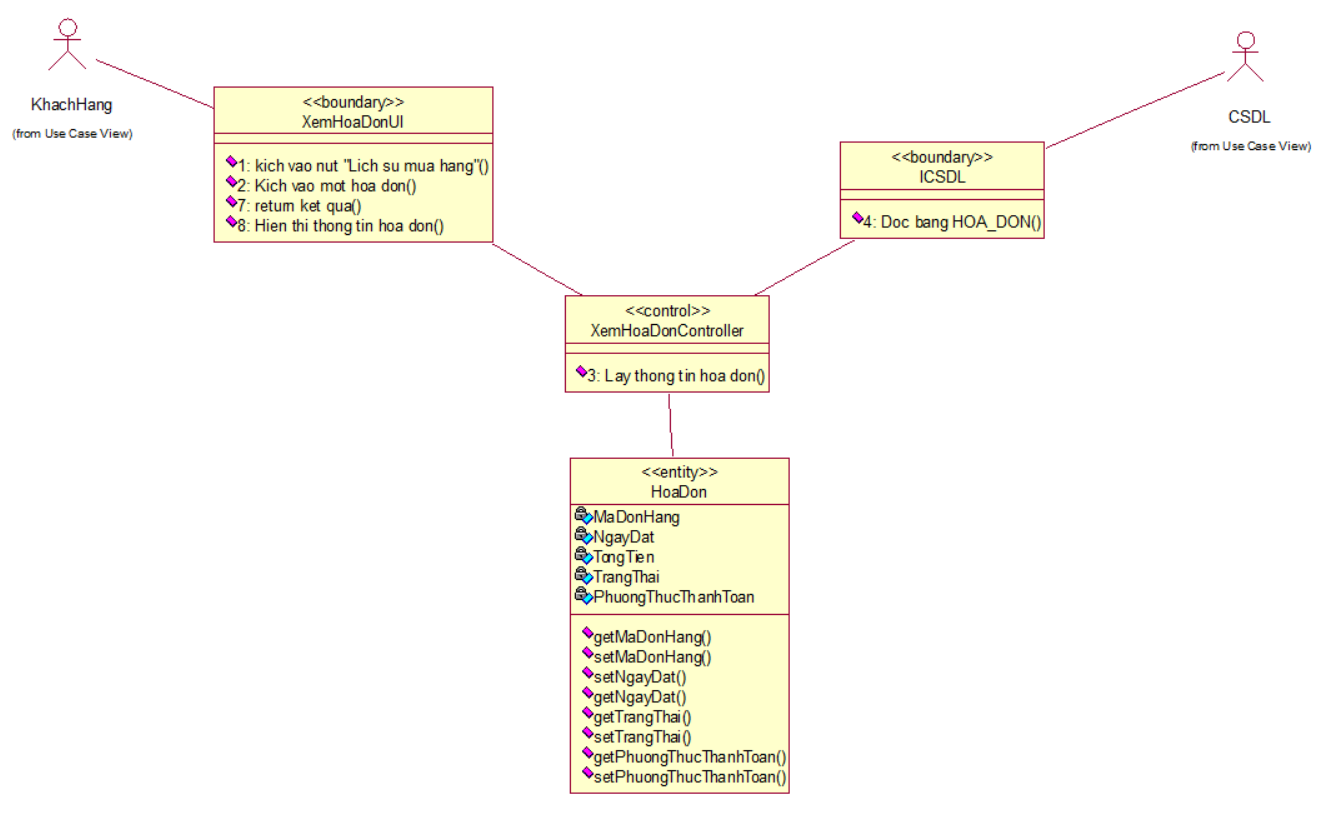 KhachHang
(from Use Case View)
<<boundary>>
XemHoaDonUI
1: kich vao nut "Lich su mua hang"()
2: Kich vao mot hoa don()
7: return ket qua()
8: Hien thi thong tin hoa don()
CSDL
(from Use Case View)
<<boundary>>
ICSDL
4: Doc bang HOA_DON()
<<control>>
XemHoaDonController
3: Lay thong tin hoa don()
<<entity>>
HoaDon
MaDonHang
NgayDat
TongTien
TrangThai
PhuongThucThanhToan
getMaDonHang()
setMaDonHang()
setNgayDat()
getNgayDat()
getTrangThai()
setTrangThai()
getPhuongThucThanhToan()
setPhuongThucThanhToan()